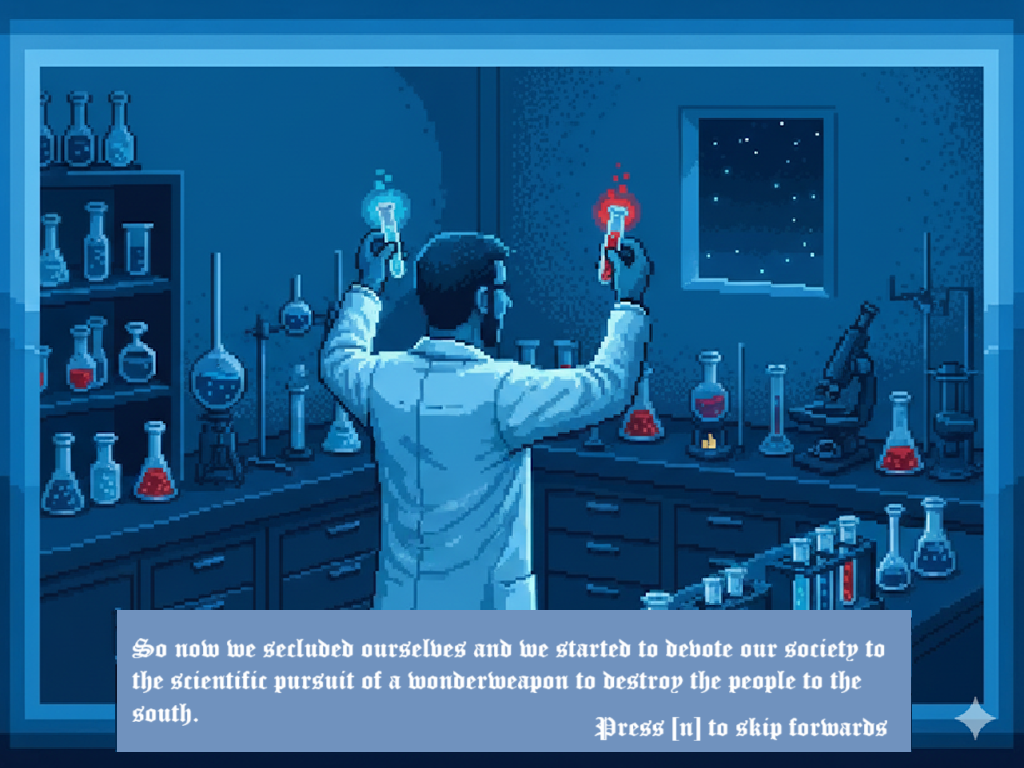 So now we secluded ourselves and we started to devote our society to
the scientific pursuit of a wonderweapon to destroy the people to the
south.
Press [n] to skip forwards